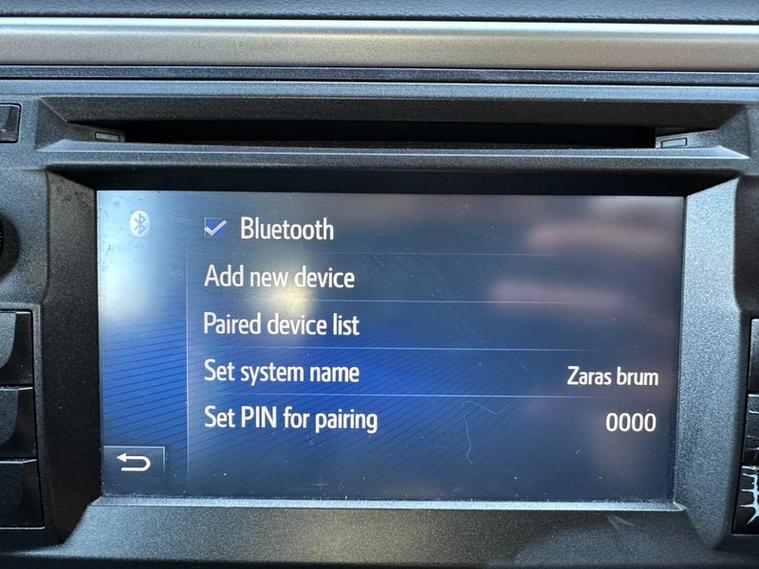 Bluetooth
Add new device
Paired device list
Set system name Zaras brum
Set PIN for pairing 0000